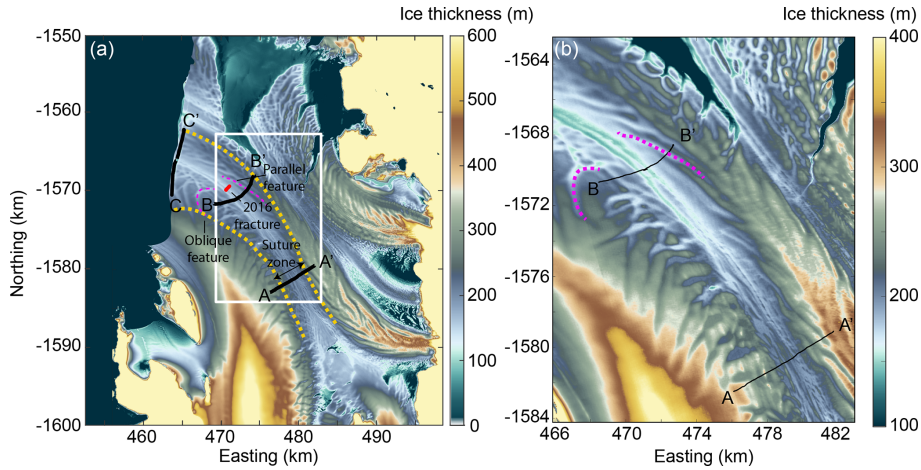 Ice thickness (m)
Ice thickness (m)
(a)
(b)
-1550
-1560
-1570
-1580
-1590
-1600
Northing (km)
460
470
480
490
Easting (km)
600
500
400
300
200
100
0
C'
C
B'
B
Parallel
feature
2016
fracture
Oblique
feature
Suture
zone
A'
A
-1564
-1568
-1572
-1576
-1580
-1584
466
470
474
478
482
Easting (km)
B'
B
A'
A
400
300
200
100